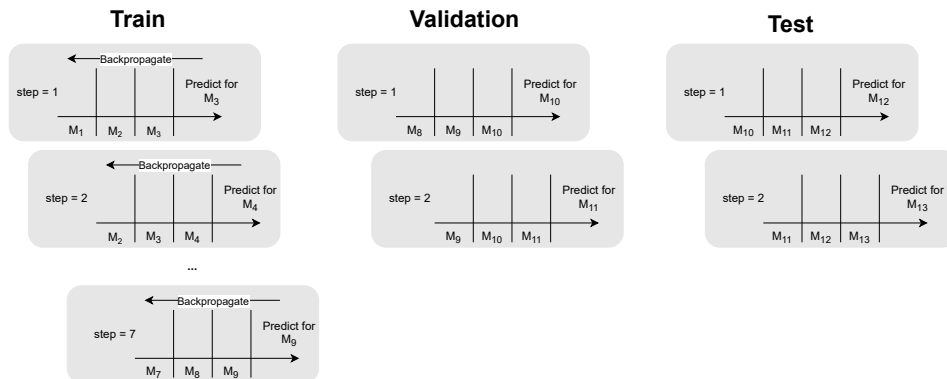 Train
Backpropagate
step = 1
Predict for
M₃
M₁ M₂ M₃
Backpropagate
step = 2
Predict for
M₄
M₂ M₃ M₄
...
Backpropagate
step = 7
Predict for
M₉
M₇ M₈ M₉
Validation
step = 1
Predict for
M₁₀
M₈ M₉ M₁₀
step = 2
Predict for
M₁₁
M₉ M₁₀ M₁₁
Test
step = 1
Predict for
M₁₂
M₁₀ M₁₁ M₁₂
step = 2
Predict for
M₁₃
M₁₁ M₁₂ M₁₃